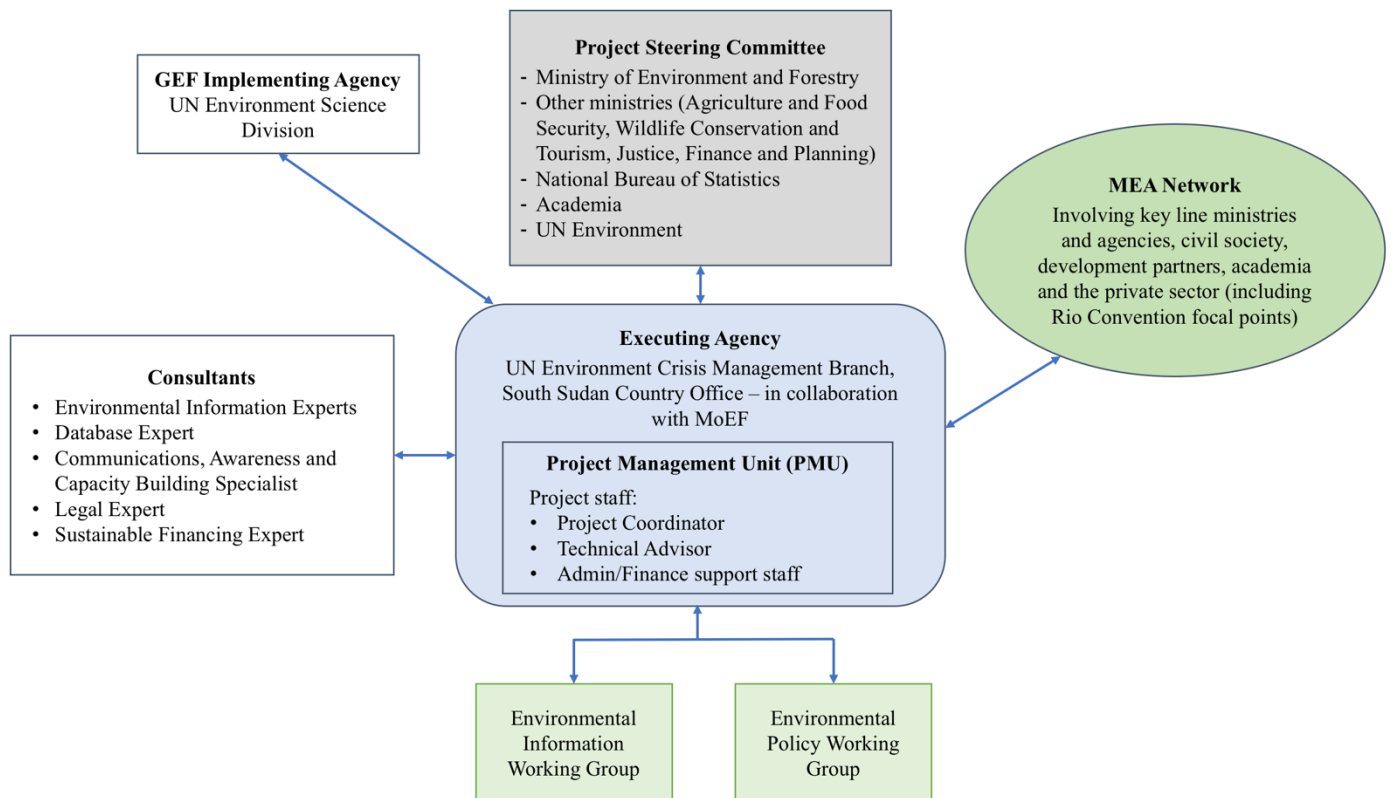 GEF Implementing Agency
UN Environment Science
Division
Project Steering Committee
- Ministry of Environment and Forestry
- Other ministries (Agriculture and Food
Security, Wildlife Conservation and
Tourism, Justice, Finance and Planning)
- National Bureau of Statistics
- Academia
- UN Environment
MEA Network
Involving key line ministries
and agencies, civil society,
development partners, academia
and the private sector (including
Rio Convention focal points)
Consultants
• Environmental Information Experts
• Database Expert
• Communications, Awareness and
Capacity Building Specialist
• Legal Expert
• Sustainable Financing Expert
Executing Agency
UN Environment Crisis Management Branch,
South Sudan Country Office – in collaboration
with MoEF
Project Management Unit (PMU)
Project staff:
• Project Coordinator
• Technical Advisor
• Admin/Finance support staff
Environmental
Information
Working Group
Environmental
Policy Working
Group